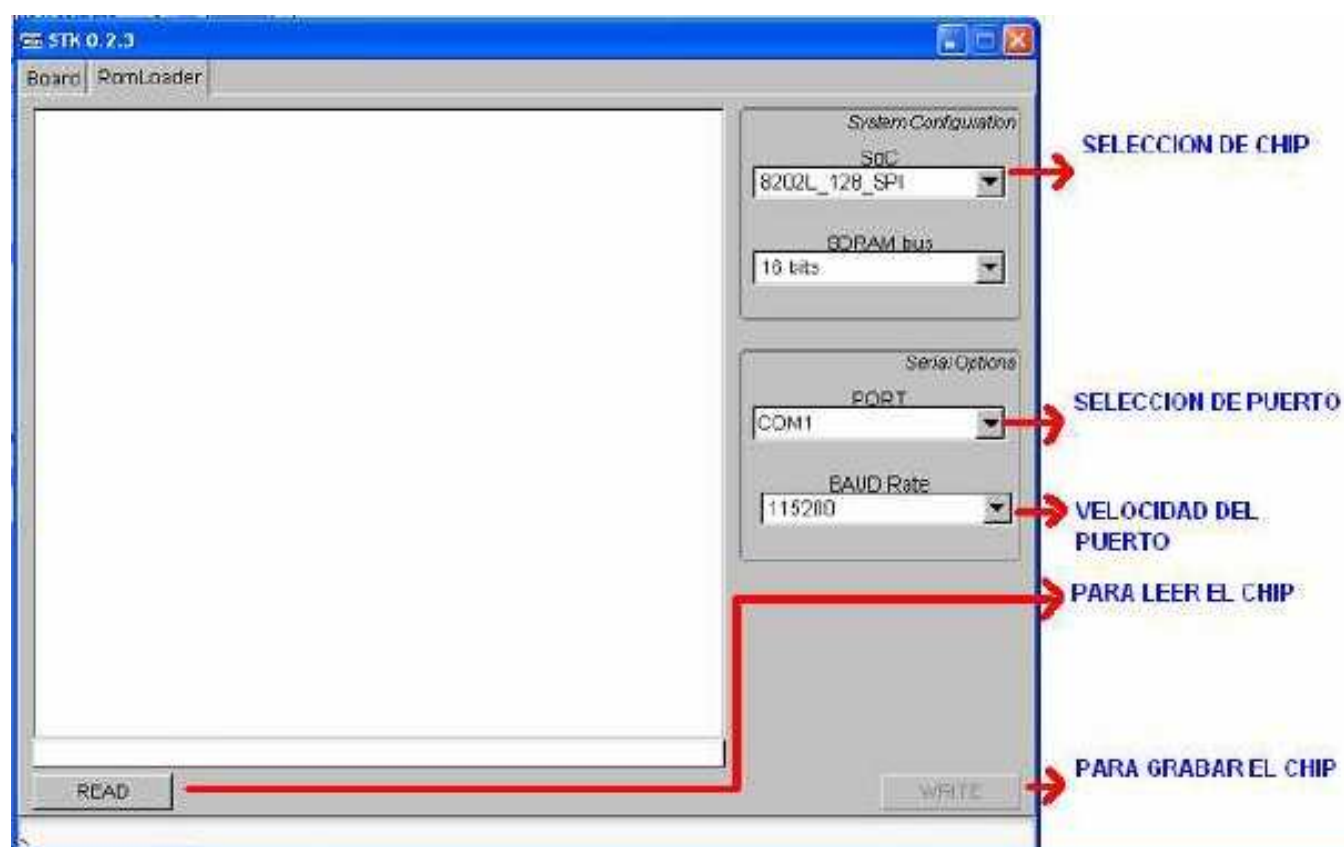 STK 0.2.3
Board RomLoader
System Configuration
SoC
8202L_128_SPI
SDRAM bus
16 bits
Serial Options
PORT
COM1
BAUD Rate
115200
READ
WRITE
SELECCION DE CHIP
SELECCION DE PUERTO
VELOCIDAD DEL
PUERTO
PARA LEER EL CHIP
PARA GRABAR EL CHIP